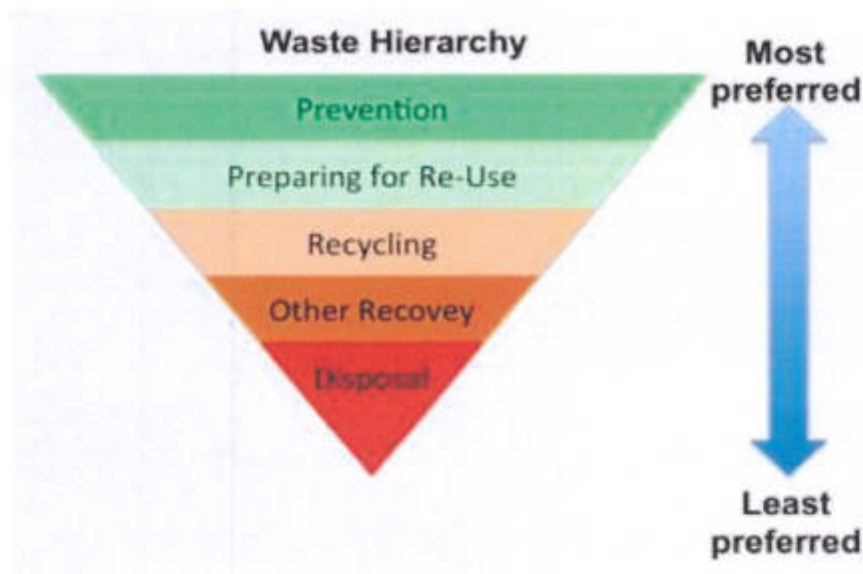 Waste Hierarchy
Most
preferred
Prevention
Preparing for Re-Use
Recycling
Other Recovey
Disposal
Least
preferred